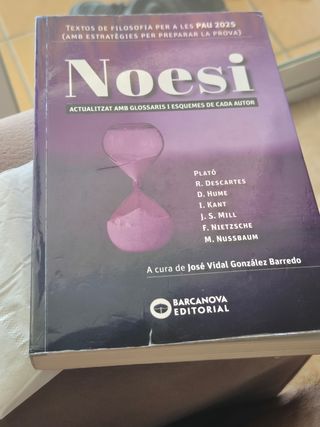 TEXTOS DE FILOSOFIA PER A LES PAU 2025
(AMB ESTRATÈGIES PER PREPARAR LA PROVA)
Noesi
ACTUALITZAT AMB GLOSSARIS I ESQUEMES DE CADA AUTOR
PLATÓ
R. DESCARTES
D. HUME
I. KANT
J. S. MILL
F. NIETZSCHE
M. NUSSBAUM
A cura de José Vidal González Barredo
BARCANOVA
EDITORIAL